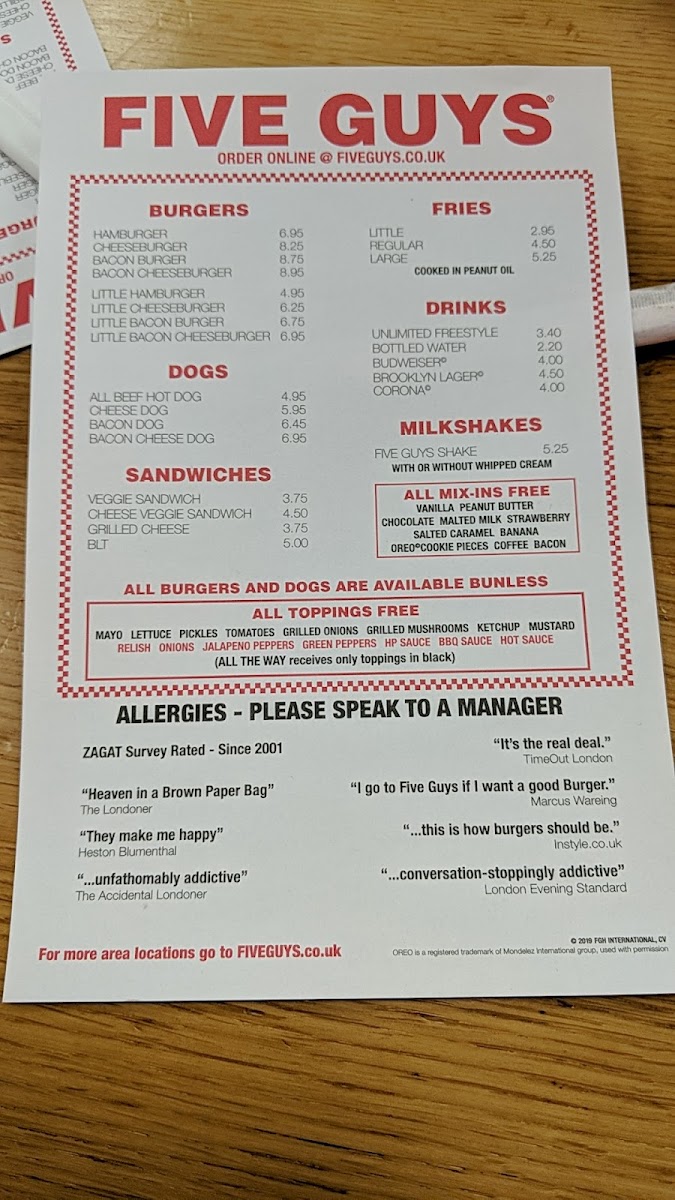 FIVE GUYS®
ORDER ONLINE @ FIVEGUYS.CO.UK
BURGERS
HAMBURGER 6.95
CHEESEBURGER 8.25
BACON BURGER 8.75
BACON CHEESEBURGER 8.95
LITTLE HAMBURGER 4.95
LITTLE CHEESEBURGER 6.25
LITTLE BACON BURGER 6.75
LITTLE BACON CHEESEBURGER 6.95
DOGS
ALL BEEF HOT DOG 4.95
CHEESE DOG 5.95
BACON DOG 6.45
BACON CHEESE DOG 6.95
SANDWICHES
VEGGIE SANDWICH 3.75
CHEESE VEGGIE SANDWICH 4.50
GRILLED CHEESE 3.75
BLT 5.00
FRIES
LITTLE 2.95
REGULAR 4.50
LARGE 5.25
COOKED IN PEANUT OIL
DRINKS
UNLIMITED FREESTYLE 3.40
BOTTLED WATER 2.20
BUDWEISER® 4.00
BROOKLYN LAGER® 4.50
CORONA® 4.00
MILKSHAKES
FIVE GUYS SHAKE 5.25
WITH OR WITHOUT WHIPPED CREAM
ALL MIX-INS FREE
VANILLA PEANUT BUTTER
CHOCOLATE MALTED MILK STRAWBERRY
SALTED CARAMEL BANANA
OREO®COOKIE PIECES COFFEE BACON
ALL BURGERS AND DOGS ARE AVAILABLE BUNLESS
ALL TOPPINGS FREE
MAYO LETTUCE PICKLES TOMATOES GRILLED ONIONS GRILLED MUSHROOMS KETCHUP MUSTARD
RELISH ONIONS JALAPENO PEPPERS GREEN PEPPERS HP SAUCE BBQ SAUCE HOT SAUCE
(ALL THE WAY receives only toppings in black)
ALLERGIES - PLEASE SPEAK TO A MANAGER
ZAGAT Survey Rated - Since 2001
"Heaven in a Brown Paper Bag"
The Londoner
"They make me happy"
Heston Blumenthal
"...unfathomably addictive"
The Accidental Londoner
"It's the real deal."
TimeOut London
"I go to Five Guys if I want a good Burger."
Marcus Wareing
"...this is how burgers should be."
Instyle.co.uk
"...conversation-stoppingly addictive"
London Evening Standard
For more area locations go to FIVEGUYS.co.uk
© 2019 FGH INTERNATIONAL, CV
OREO is a registered trademark of Mondelez International group, used with permission